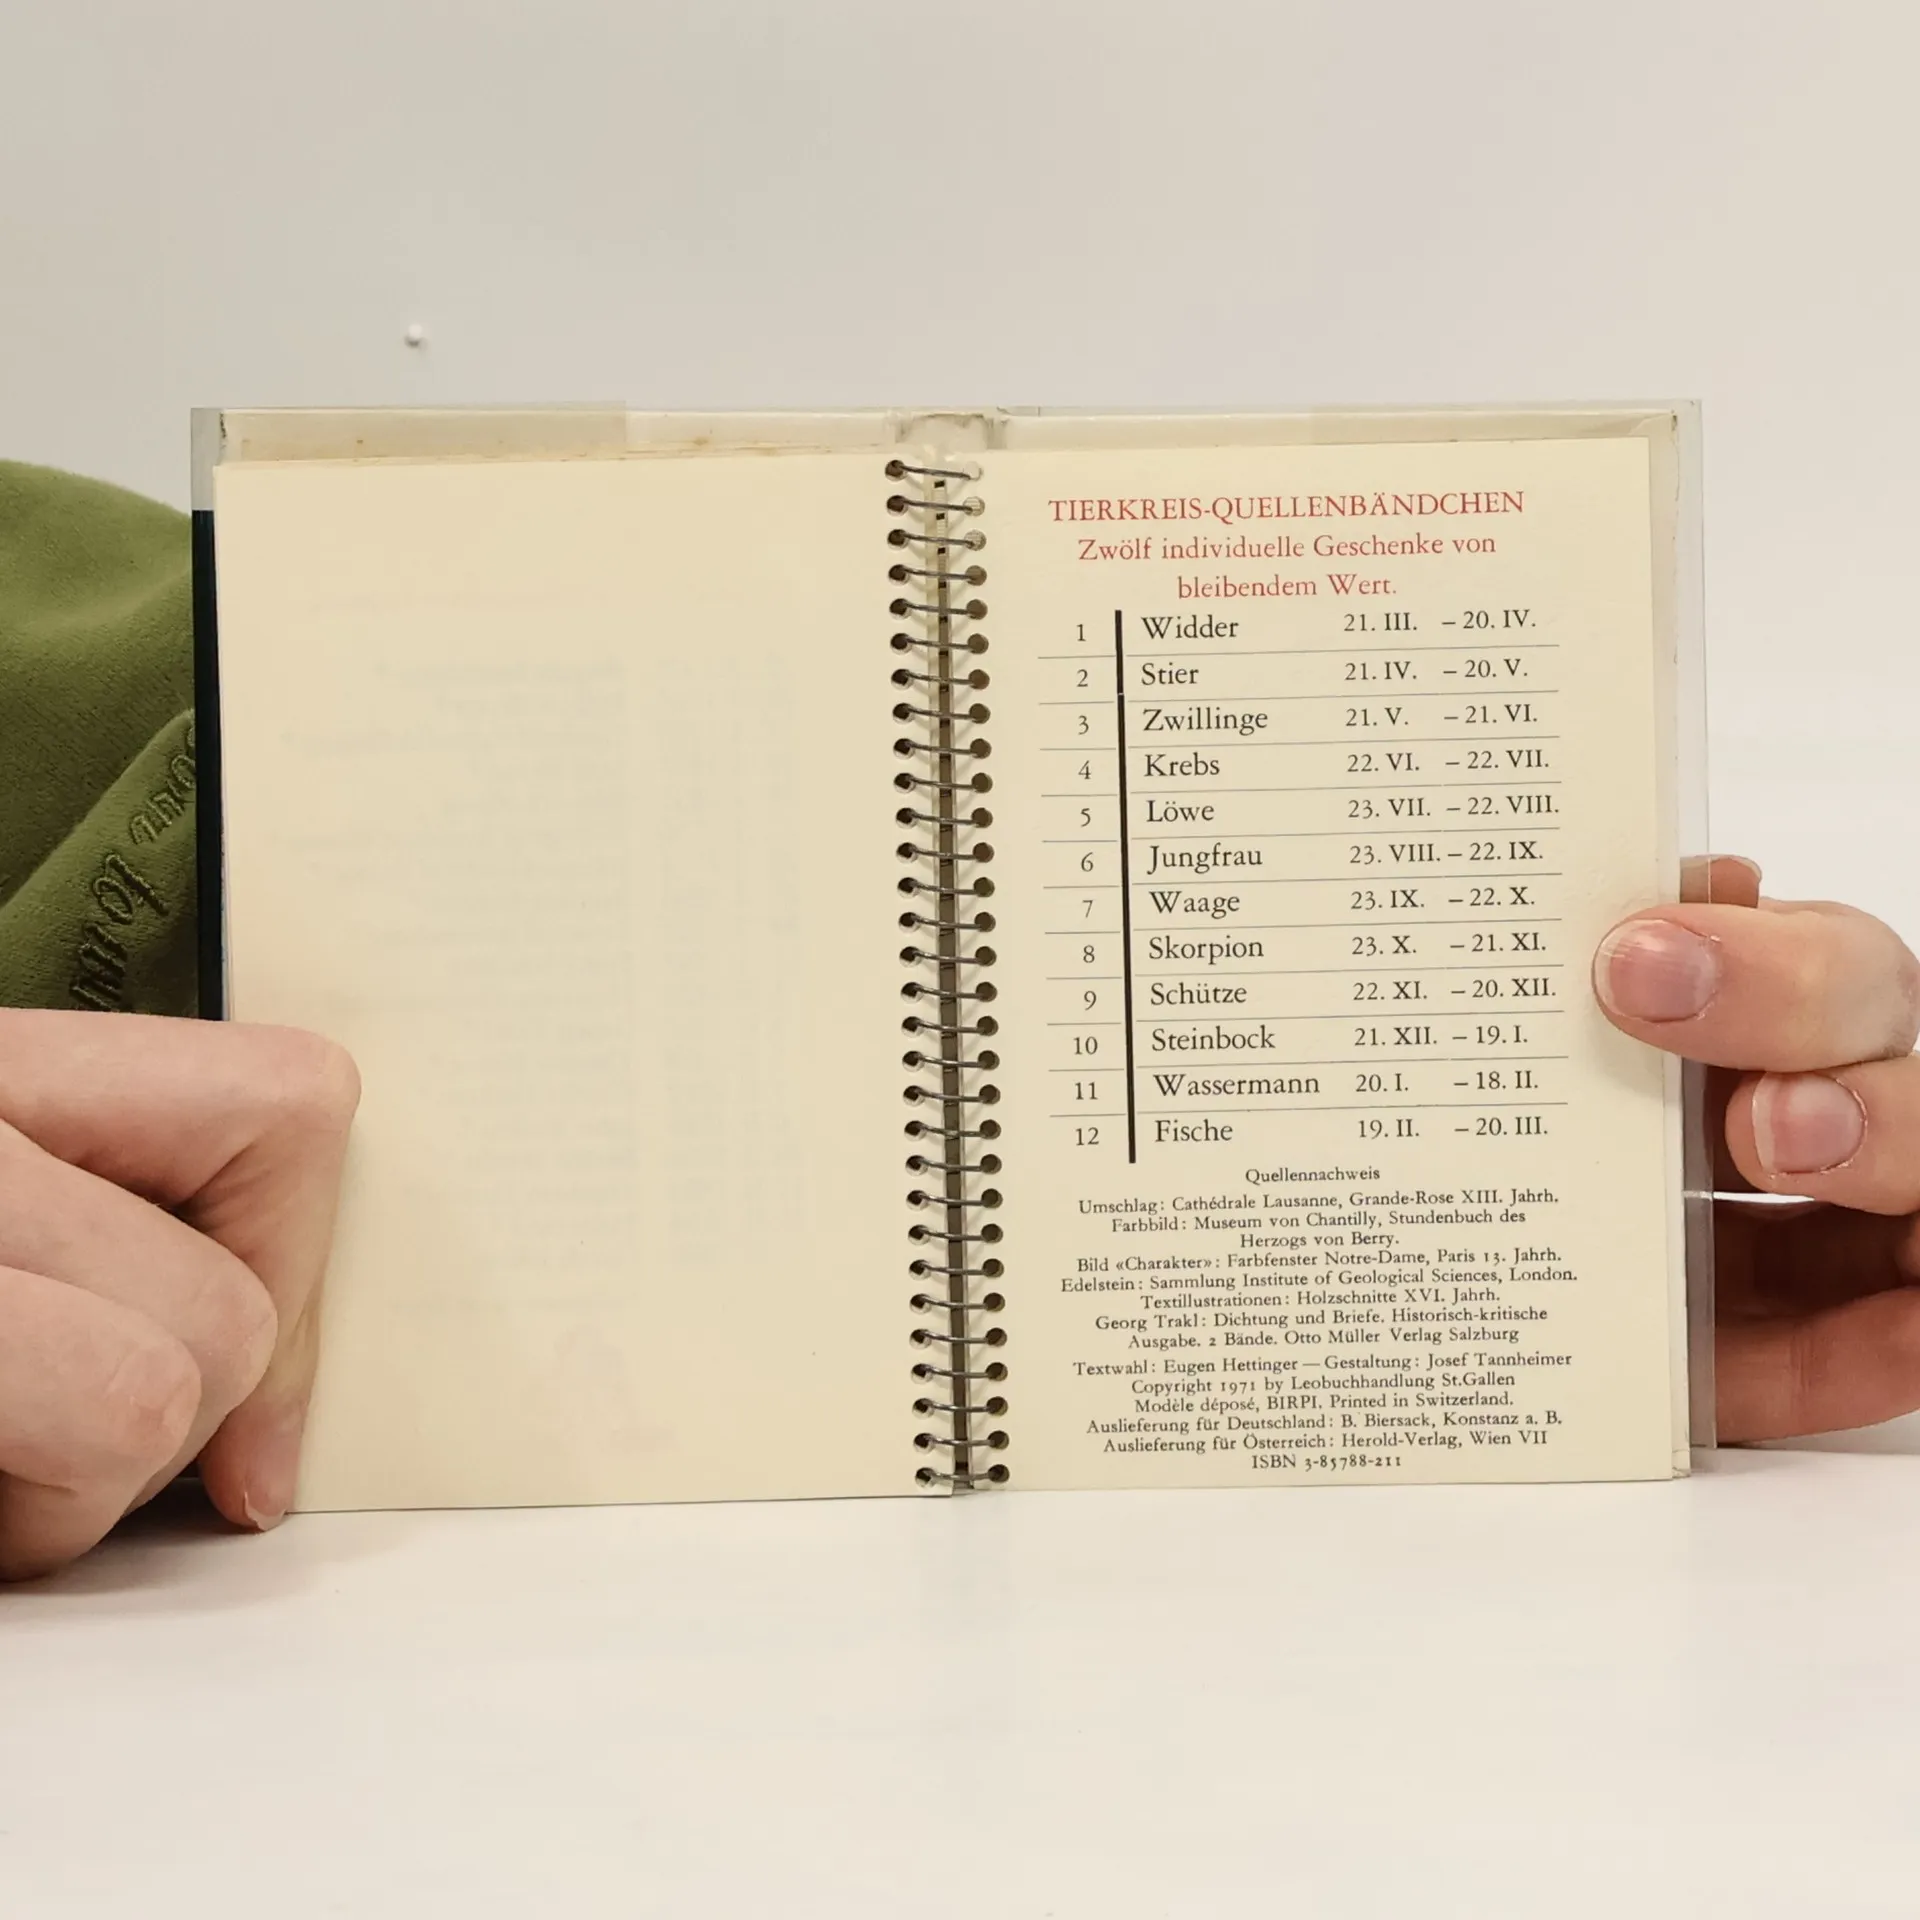 TIERKREIS-QUELLENBÄNDCHEN
Zwölf individuelle Geschenke von
bleibendem Wert.
1 Widder 21. III. – 20. IV.
2 Stier 21. IV. – 20. V.
3 Zwillinge 21. V. – 21. VI.
4 Krebs 22. VI. – 22. VII.
5 Löwe 23. VII. – 22. VIII.
6 Jungfrau 23. VIII. – 22. IX.
7 Waage 23. IX. – 22. X.
8 Skorpion 23. X. – 21. XI.
9 Schütze 22. XI. – 20. XII.
10 Steinbock 21. XII. – 19. I.
11 Wassermann 20. I. – 18. II.
12 Fische 19. II. – 20. III.
Quellennachweis
Umschlag: Cathédrale Lausanne, Grande-Rose XIII. Jahrh.
Farbbild: Museum von Chantilly, Stundenbuch des
Herzogs von Berry.
Bild «Charakter»: Farbfenster Notre-Dame, Paris 13. Jahrh.
Edelstein: Sammlung Institute of Geological Sciences, London.
Textillustrationen: Holzschnitte XVI. Jahrh.
Georg Trakl: Dichtung und Briefe. Historisch-kritische
Ausgabe. 2 Bände. Otto Müller Verlag Salzburg
Textwahl: Eugen Hettinger — Gestaltung: Josef Tannheimer
Copyright 1971 by Leobuchhandlung St.Gallen
Modèle déposé, BIRPI. Printed in Switzerland.
Auslieferung für Deutschland: B. Biersack, Konstanz a. B.
Auslieferung für Österreich: Herold-Verlag, Wien VII
ISBN 3-85788-211